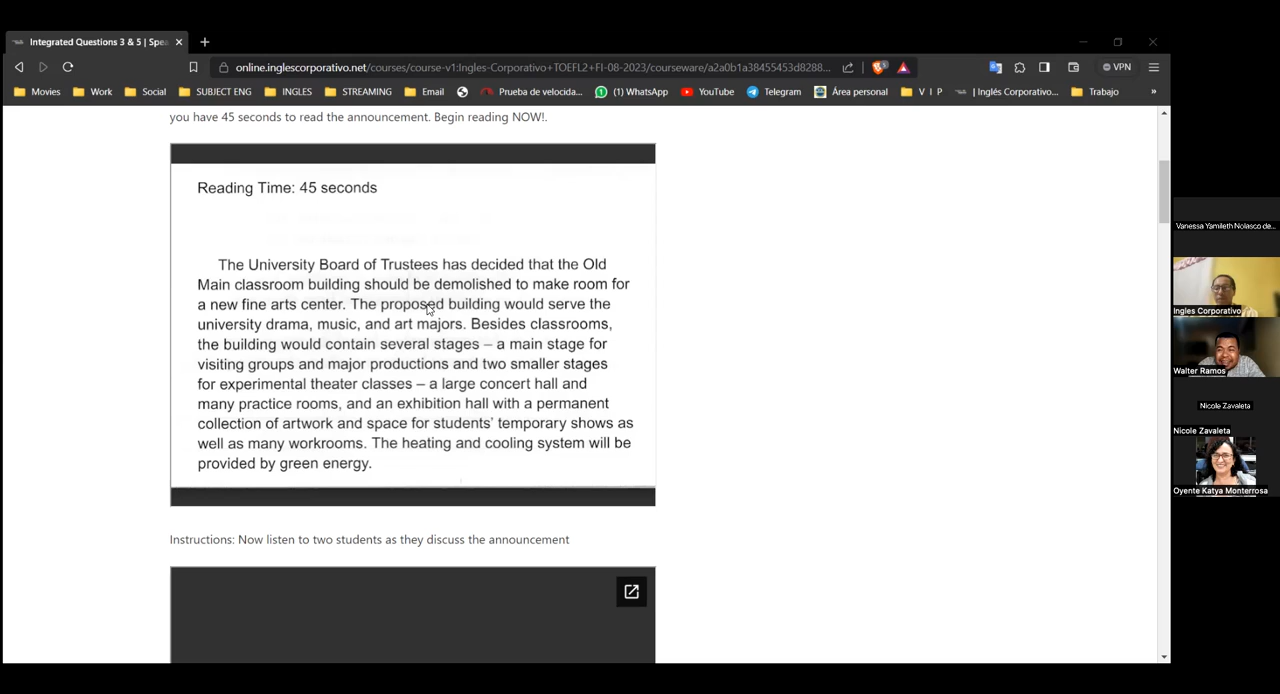 Integrated Questions 3 & 5 | Spea
online.inglescorporativo.net/courses/course-v1:Ingles-Corporativo+TOEFL2+FI-08-2023/courseware/a2a0b1a38455453d8288...
VPN
Movies Work Social SUBJECT ENG INGLES STREAMING Email Prueba de velocida... (1) WhatsApp YouTube Telegram Área personal V I P | Inglés Corporativo... Trabajo »
you have 45 seconds to read the announcement. Begin reading NOW!.
Reading Time: 45 seconds
The University Board of Trustees has decided that the Old
Main classroom building should be demolished to make room for
a new fine arts center. The proposed building would serve the
university drama, music, and art majors. Besides classrooms,
the building would contain several stages – a main stage for
visiting groups and major productions and two smaller stages
for experimental theater classes – a large concert hall and
many practice rooms, and an exhibition hall with a permanent
collection of artwork and space for students' temporary shows as
well as many workrooms. The heating and cooling system will be
provided by green energy.
Instructions: Now listen to two students as they discuss the announcement
Vanessa Yamileth Nolasco de...
Ingles Corporativo
Walter Ramos
Nicole Zavaleta
Nicole Zavaleta
Oyente Katya Monterrosa